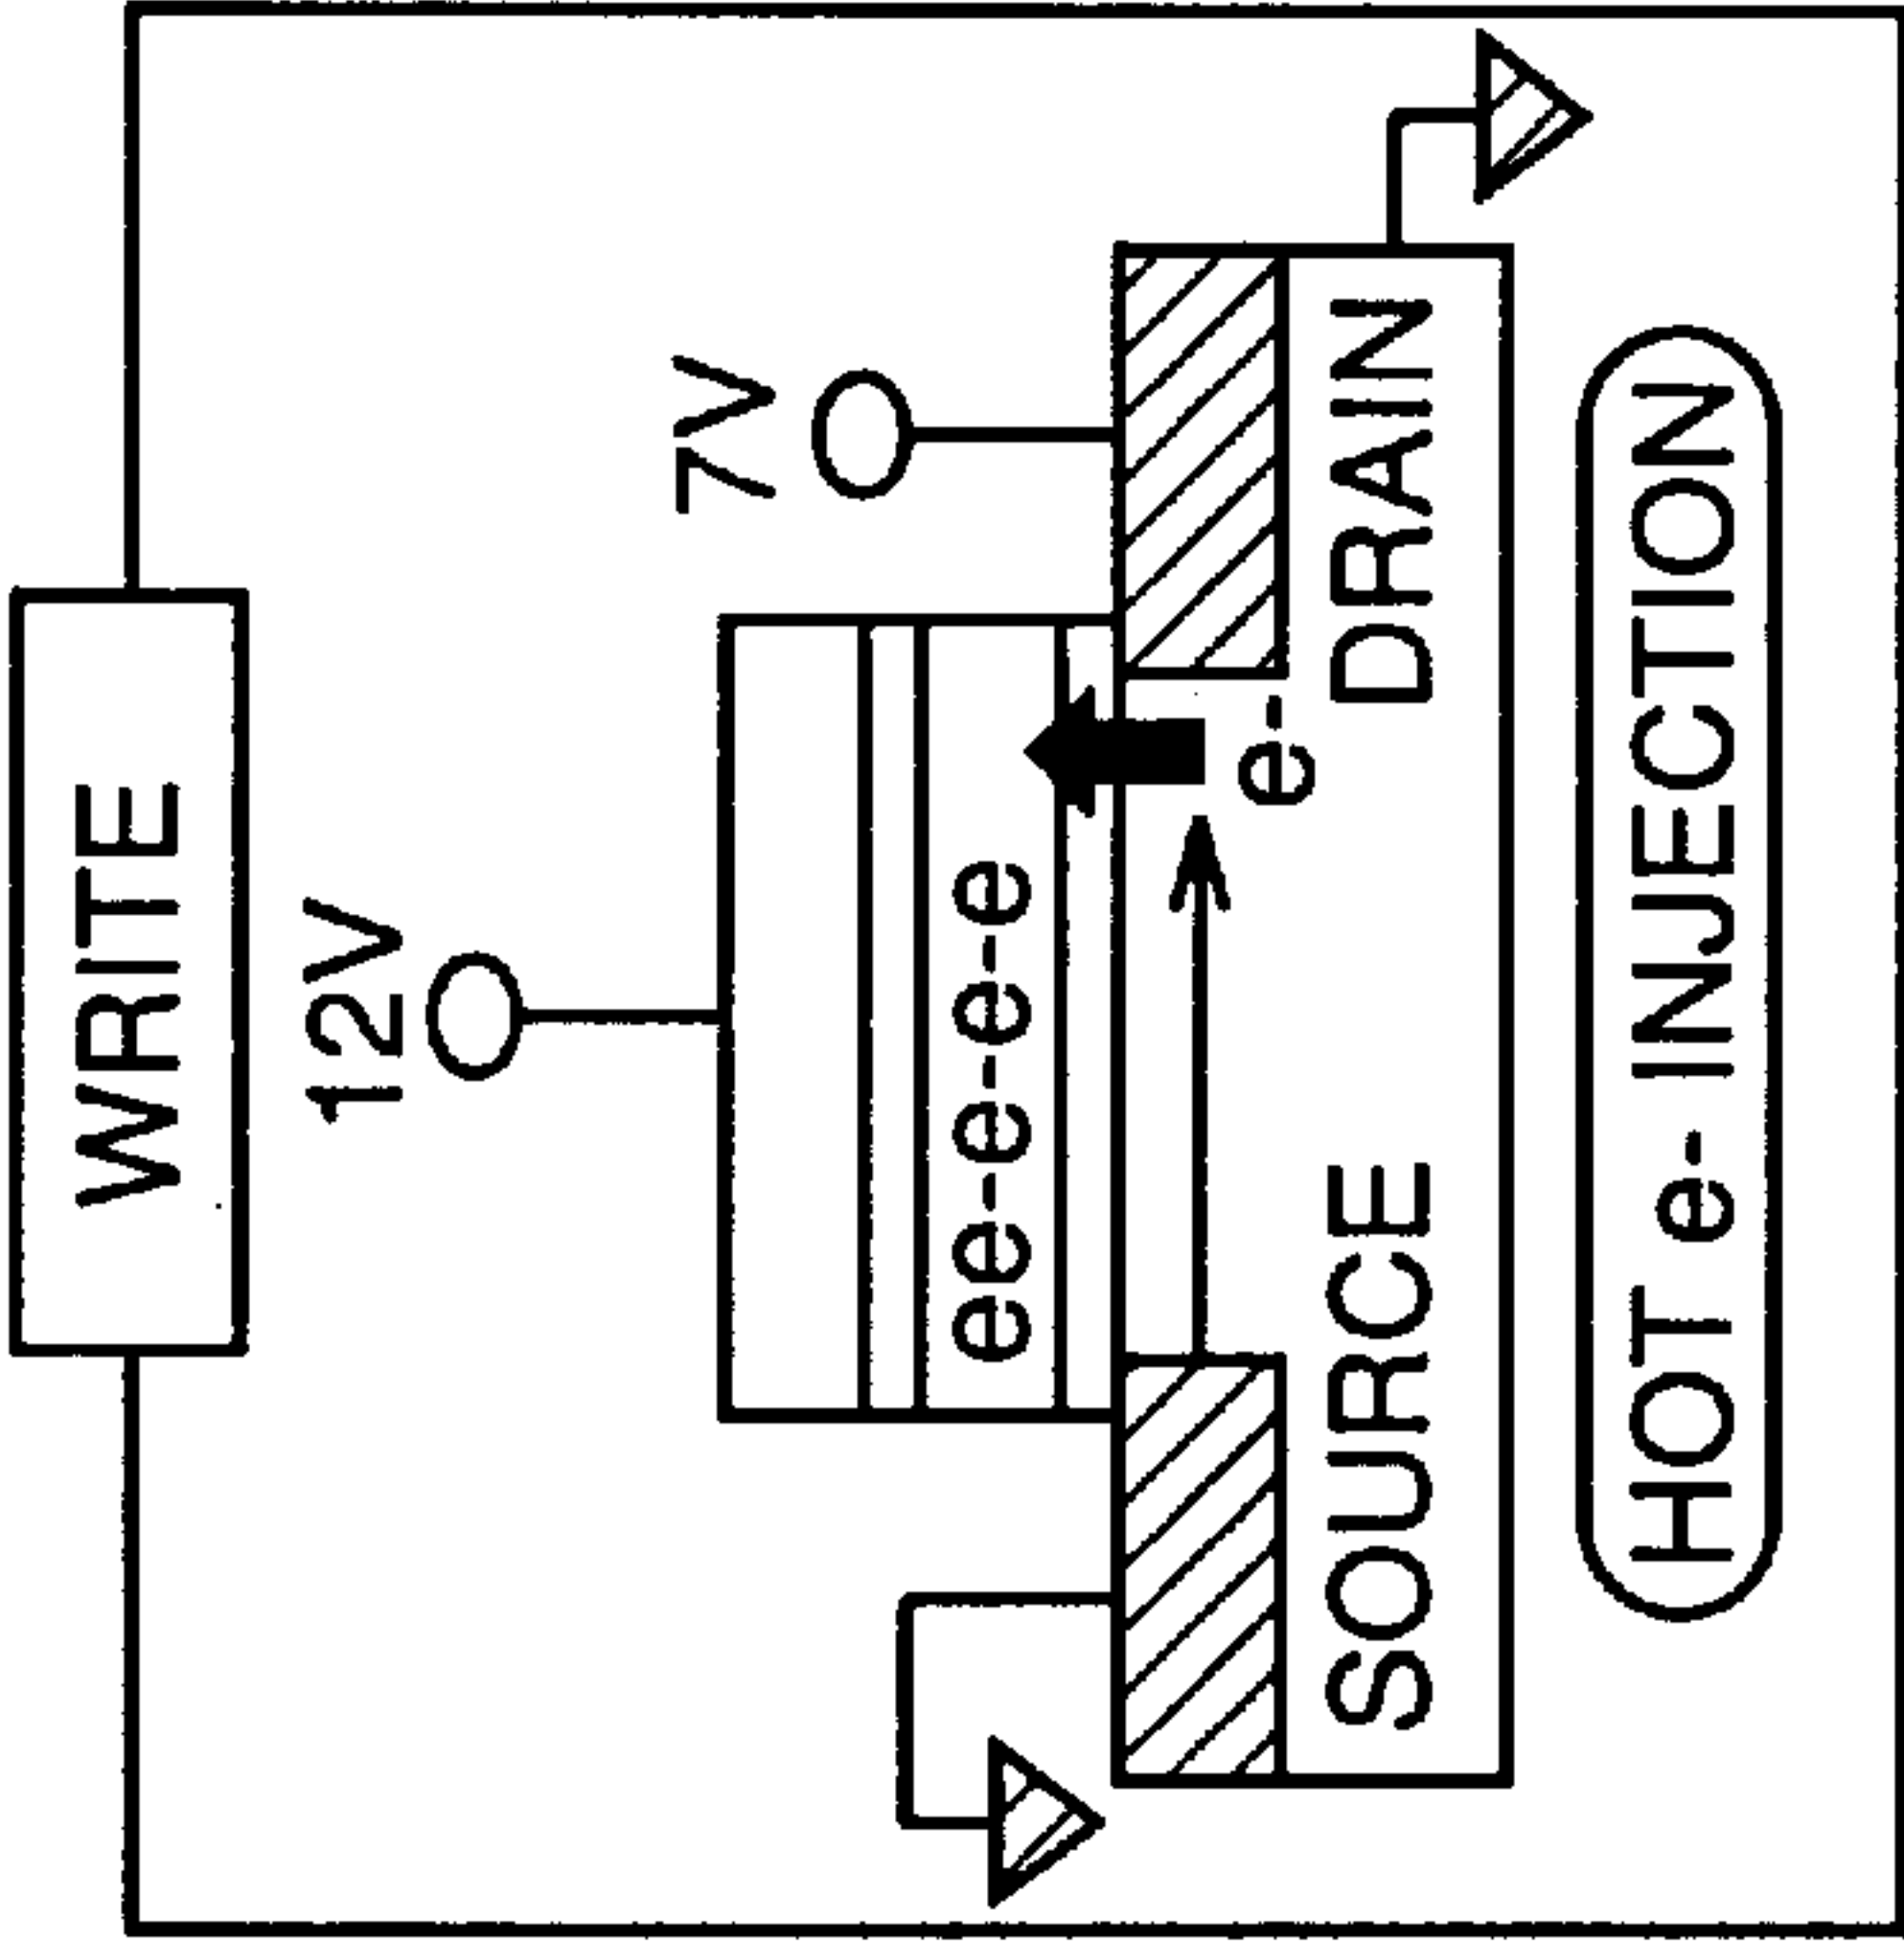 WRITE
12V
7V
ee-e-e-e
e-
SOURCE
DRAIN
HOT e- INJECTION